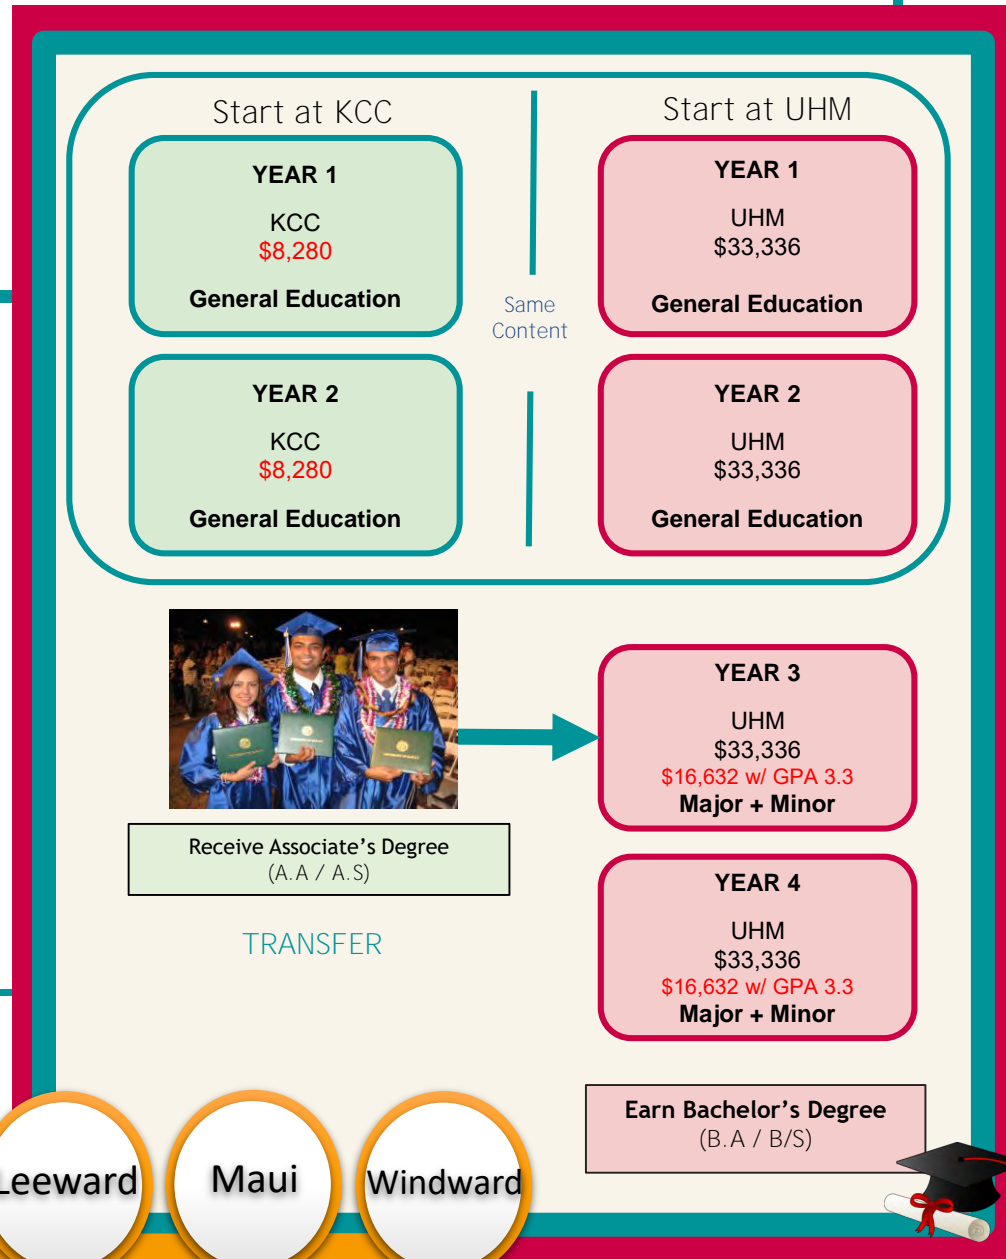 Start at KCC
YEAR 1
KCC
$8,280
General Education
YEAR 2
KCC
$8,280
General Education
Same
Content
Start at UHM
YEAR 1
UHM
$33,336
General Education
YEAR 2
UHM
$33,336
General Education
Receive Associate's Degree
(A.A / A.S)
TRANSFER
YEAR 3
UHM
$33,336
$16,632 w/ GPA 3.3
Major + Minor
YEAR 4
UHM
$33,336
$16,632 w/ GPA 3.3
Major + Minor
Earn Bachelor's Degree
(B.A / B/S)
Leeward
Maui
Windward